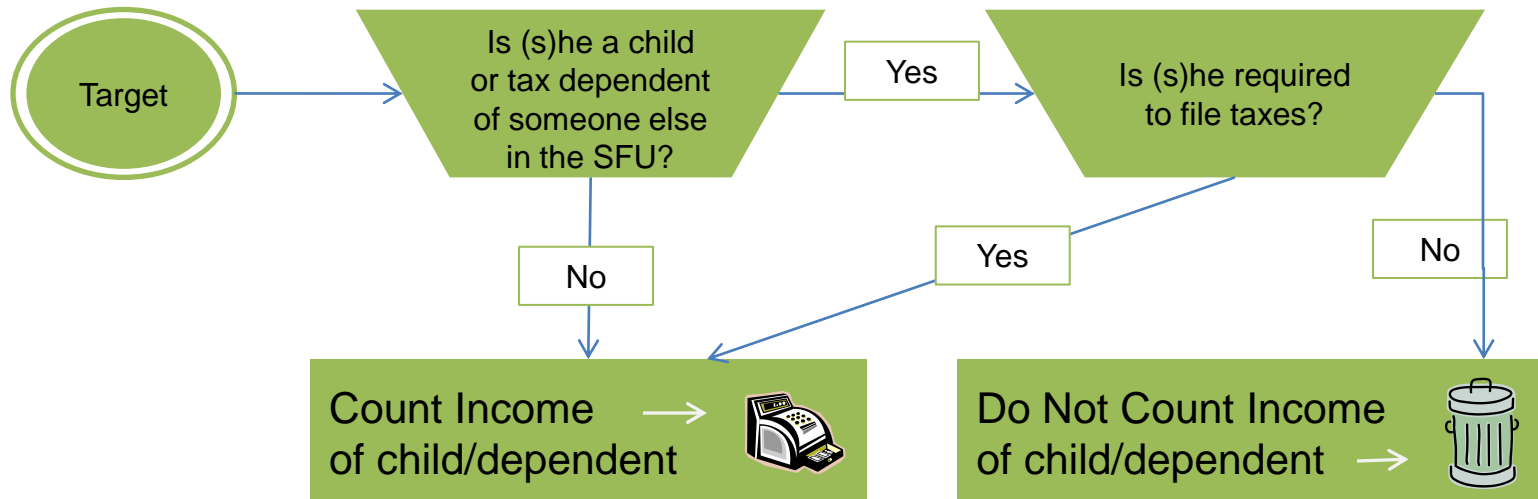 Target
Is (s)he a child
or tax dependent
of someone else
in the SFU?
Yes
Is (s)he required
to file taxes?
No
Yes
No
Count Income
of child/dependent
Do Not Count Income
of child/dependent